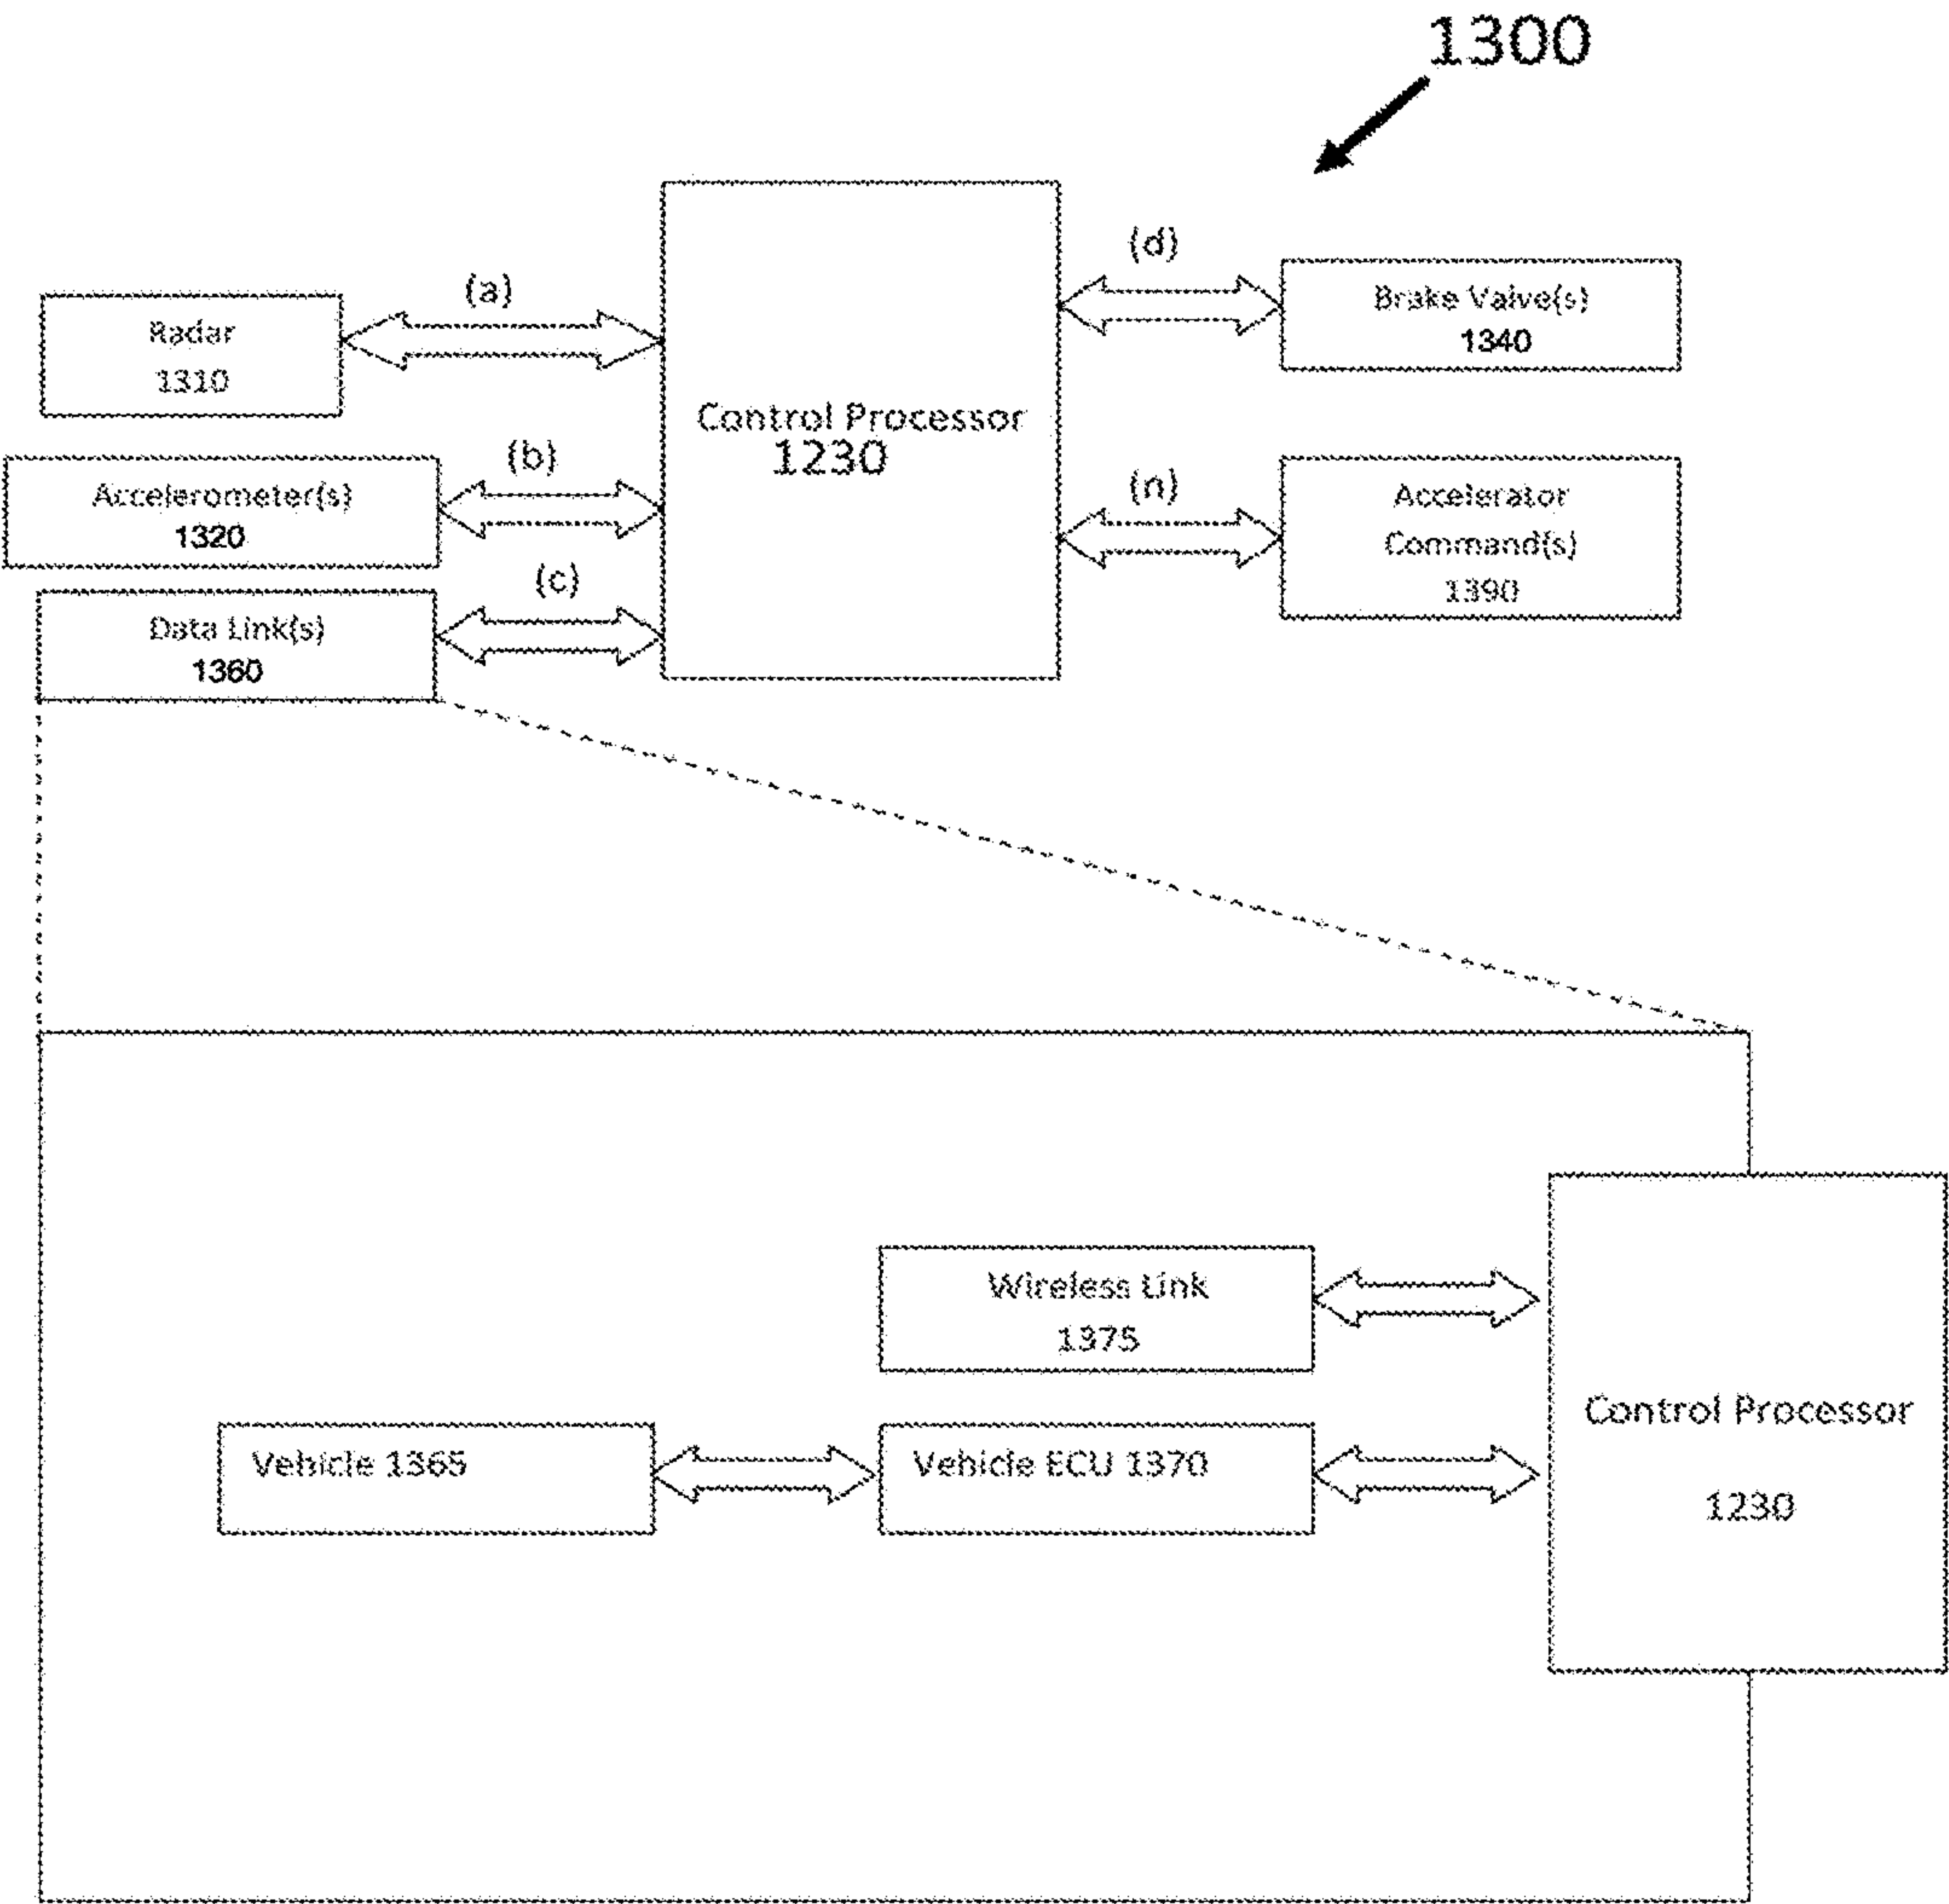 1300
(a)
Radar
1310
(b)
Accelerometer(s)
1320
(c)
Data Link(s)
1360
Control Processor
1230
(d)
Brake Valve(s)
1340
(n)
Accelerator
Command(s)
1390
Wireless Link
1375
Vehicle 1365
Vehicle ECU 1370
Control Processor
1230